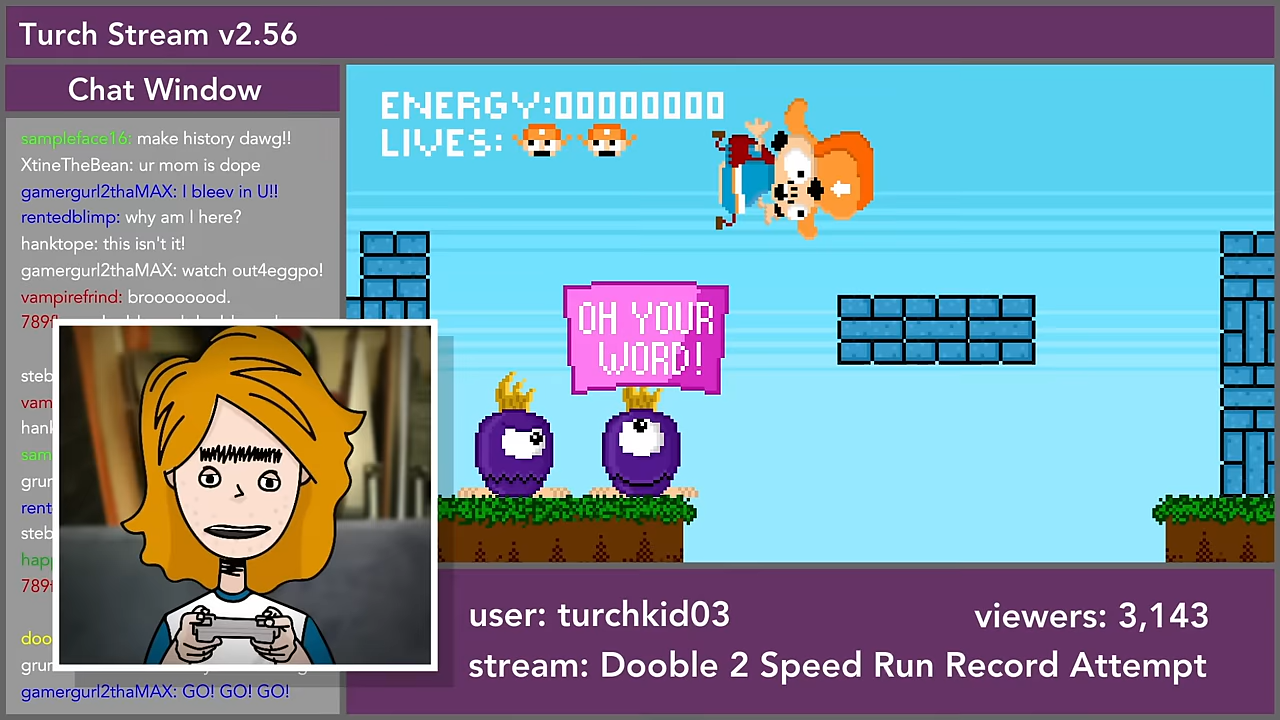 Turch Stream v2.56
Chat Window
sampleface16: make history dawg!!
XtineTheBean: ur mom is dope
gamergurl2thaMAX: I bleev in U!!
rentedblimp: why am I here?
hanktope: this isn't it!
gamergurl2thaMAX: watch out4eggpo!
vampirefrind: broooooood.
gamergurl2thaMAX: GO! GO! GO!
ENERGY:00000000
LIVES:
OH YOUR
WORD!
user: turchkid03
viewers: 3,143
stream: Dooble 2 Speed Run Record Attempt